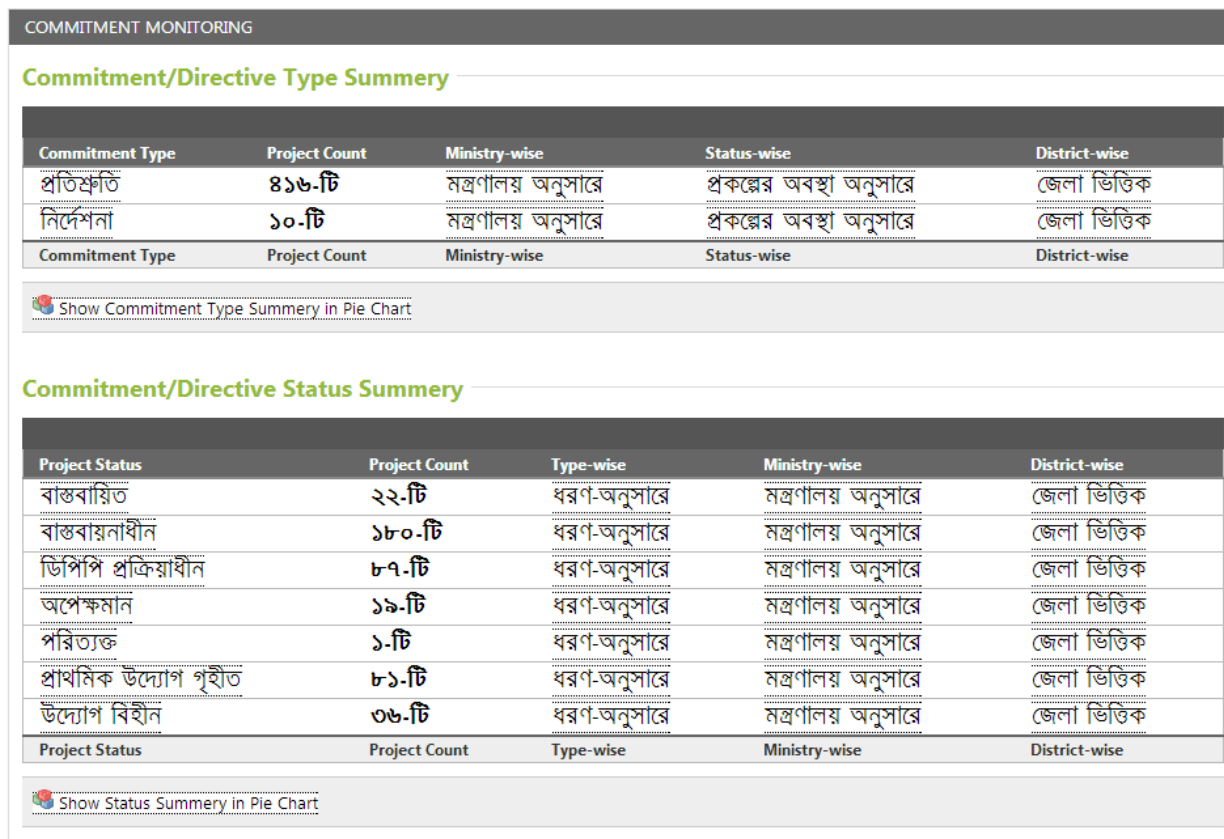 COMMITMENT MONITORING
Commitment/Directive Type Summery
Commitment Type Project Count Ministry-wise Status-wise District-wise
প্রতিশ্রুতি ৪১৬-টি মন্ত্রণালয় অনুসারে প্রকল্পের অবস্থা অনুসারে জেলা ভিত্তিক
নির্দেশনা ১০-টি মন্ত্রণালয় অনুসারে প্রকল্পের অবস্থা অনুসারে জেলা ভিত্তিক
Commitment Type Project Count Ministry-wise Status-wise District-wise
Show Commitment Type Summery in Pie Chart
Commitment/Directive Status Summery
Project Status Project Count Type-wise Ministry-wise District-wise
বাস্তবায়িত ২২-টি ধরণ-অনুসারে মন্ত্রণালয় অনুসারে জেলা ভিত্তিক
বাস্তবায়নাধীন ১৮০-টি ধরণ-অনুসারে মন্ত্রণালয় অনুসারে জেলা ভিত্তিক
ডিপিপি প্রক্রিয়াধীন ৮৭-টি ধরণ-অনুসারে মন্ত্রণালয় অনুসারে জেলা ভিত্তিক
অপেক্ষমান ১৯-টি ধরণ-অনুসারে মন্ত্রণালয় অনুসারে জেলা ভিত্তিক
পরিত্যক্ত ১-টি ধরণ-অনুসারে মন্ত্রণালয় অনুসারে জেলা ভিত্তিক
প্রাথমিক উদ্যোগ গৃহীত ৮১-টি ধরণ-অনুসারে মন্ত্রণালয় অনুসারে জেলা ভিত্তিক
উদ্যোগ বিহীন ৩৬-টি ধরণ-অনুসারে মন্ত্রণালয় অনুসারে জেলা ভিত্তিক
Project Status Project Count Type-wise Ministry-wise District-wise
Show Status Summery in Pie Chart